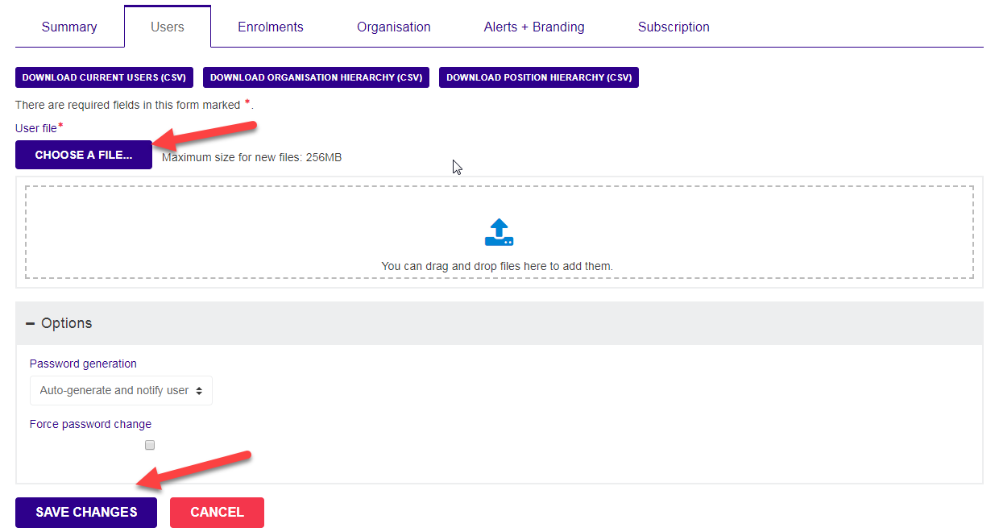 Summary Users Enrolments Organisation Alerts + Branding Subscription
DOWNLOAD CURRENT USERS (CSV) DOWNLOAD ORGANISATION HIERARCHY (CSV) DOWNLOAD POSITION HIERARCHY (CSV)
There are required fields in this form marked *.
User file*
CHOOSE A FILE... Maximum size for new files: 256MB
You can drag and drop files here to add them.
Options
Password generation
Auto-generate and notify user
Force password change
SAVE CHANGES CANCEL